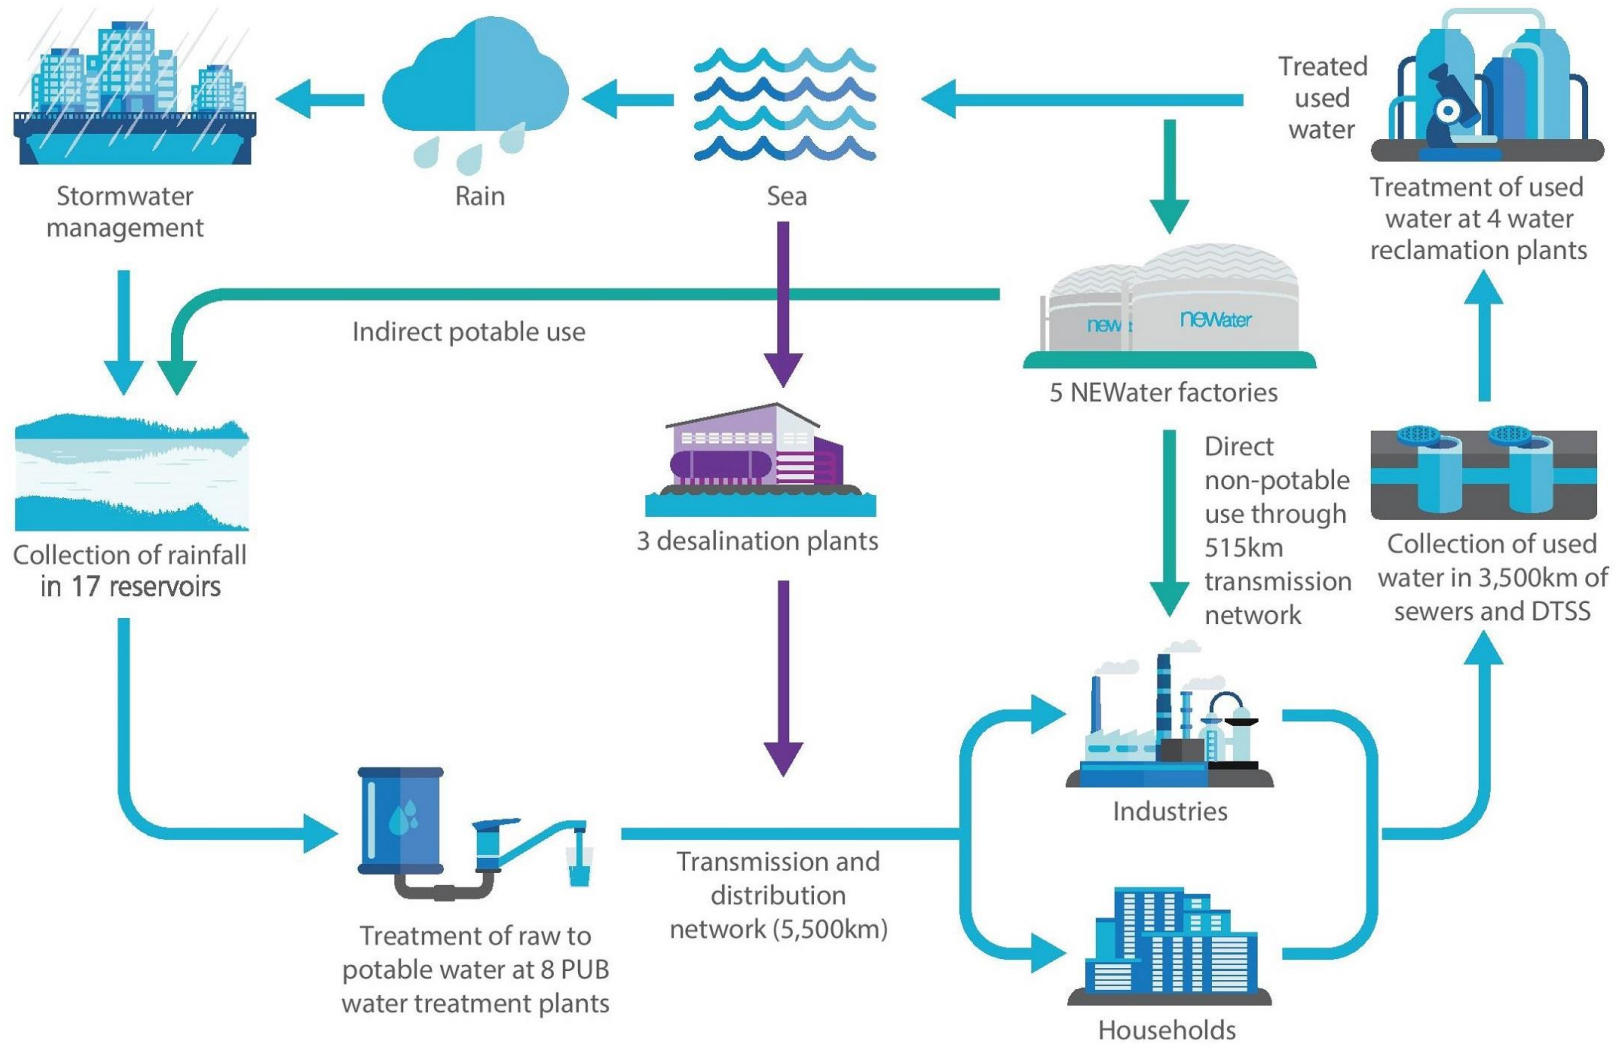 Stormwater
management
Rain
Sea
Treated
used
water
Treatment of used
water at 4 water
reclamation plants
Indirect potable use
newater
5 NEWater factories
Collection of rainfall
in 17 reservoirs
3 desalination plants
Direct
non-potable
use through
515km
transmission
network
Collection of used
water in 3,500km of
sewers and DTSS
Industries
Transmission and
distribution
network (5,500km)
Treatment of raw to
potable water at 8 PUB
water treatment plants
Households